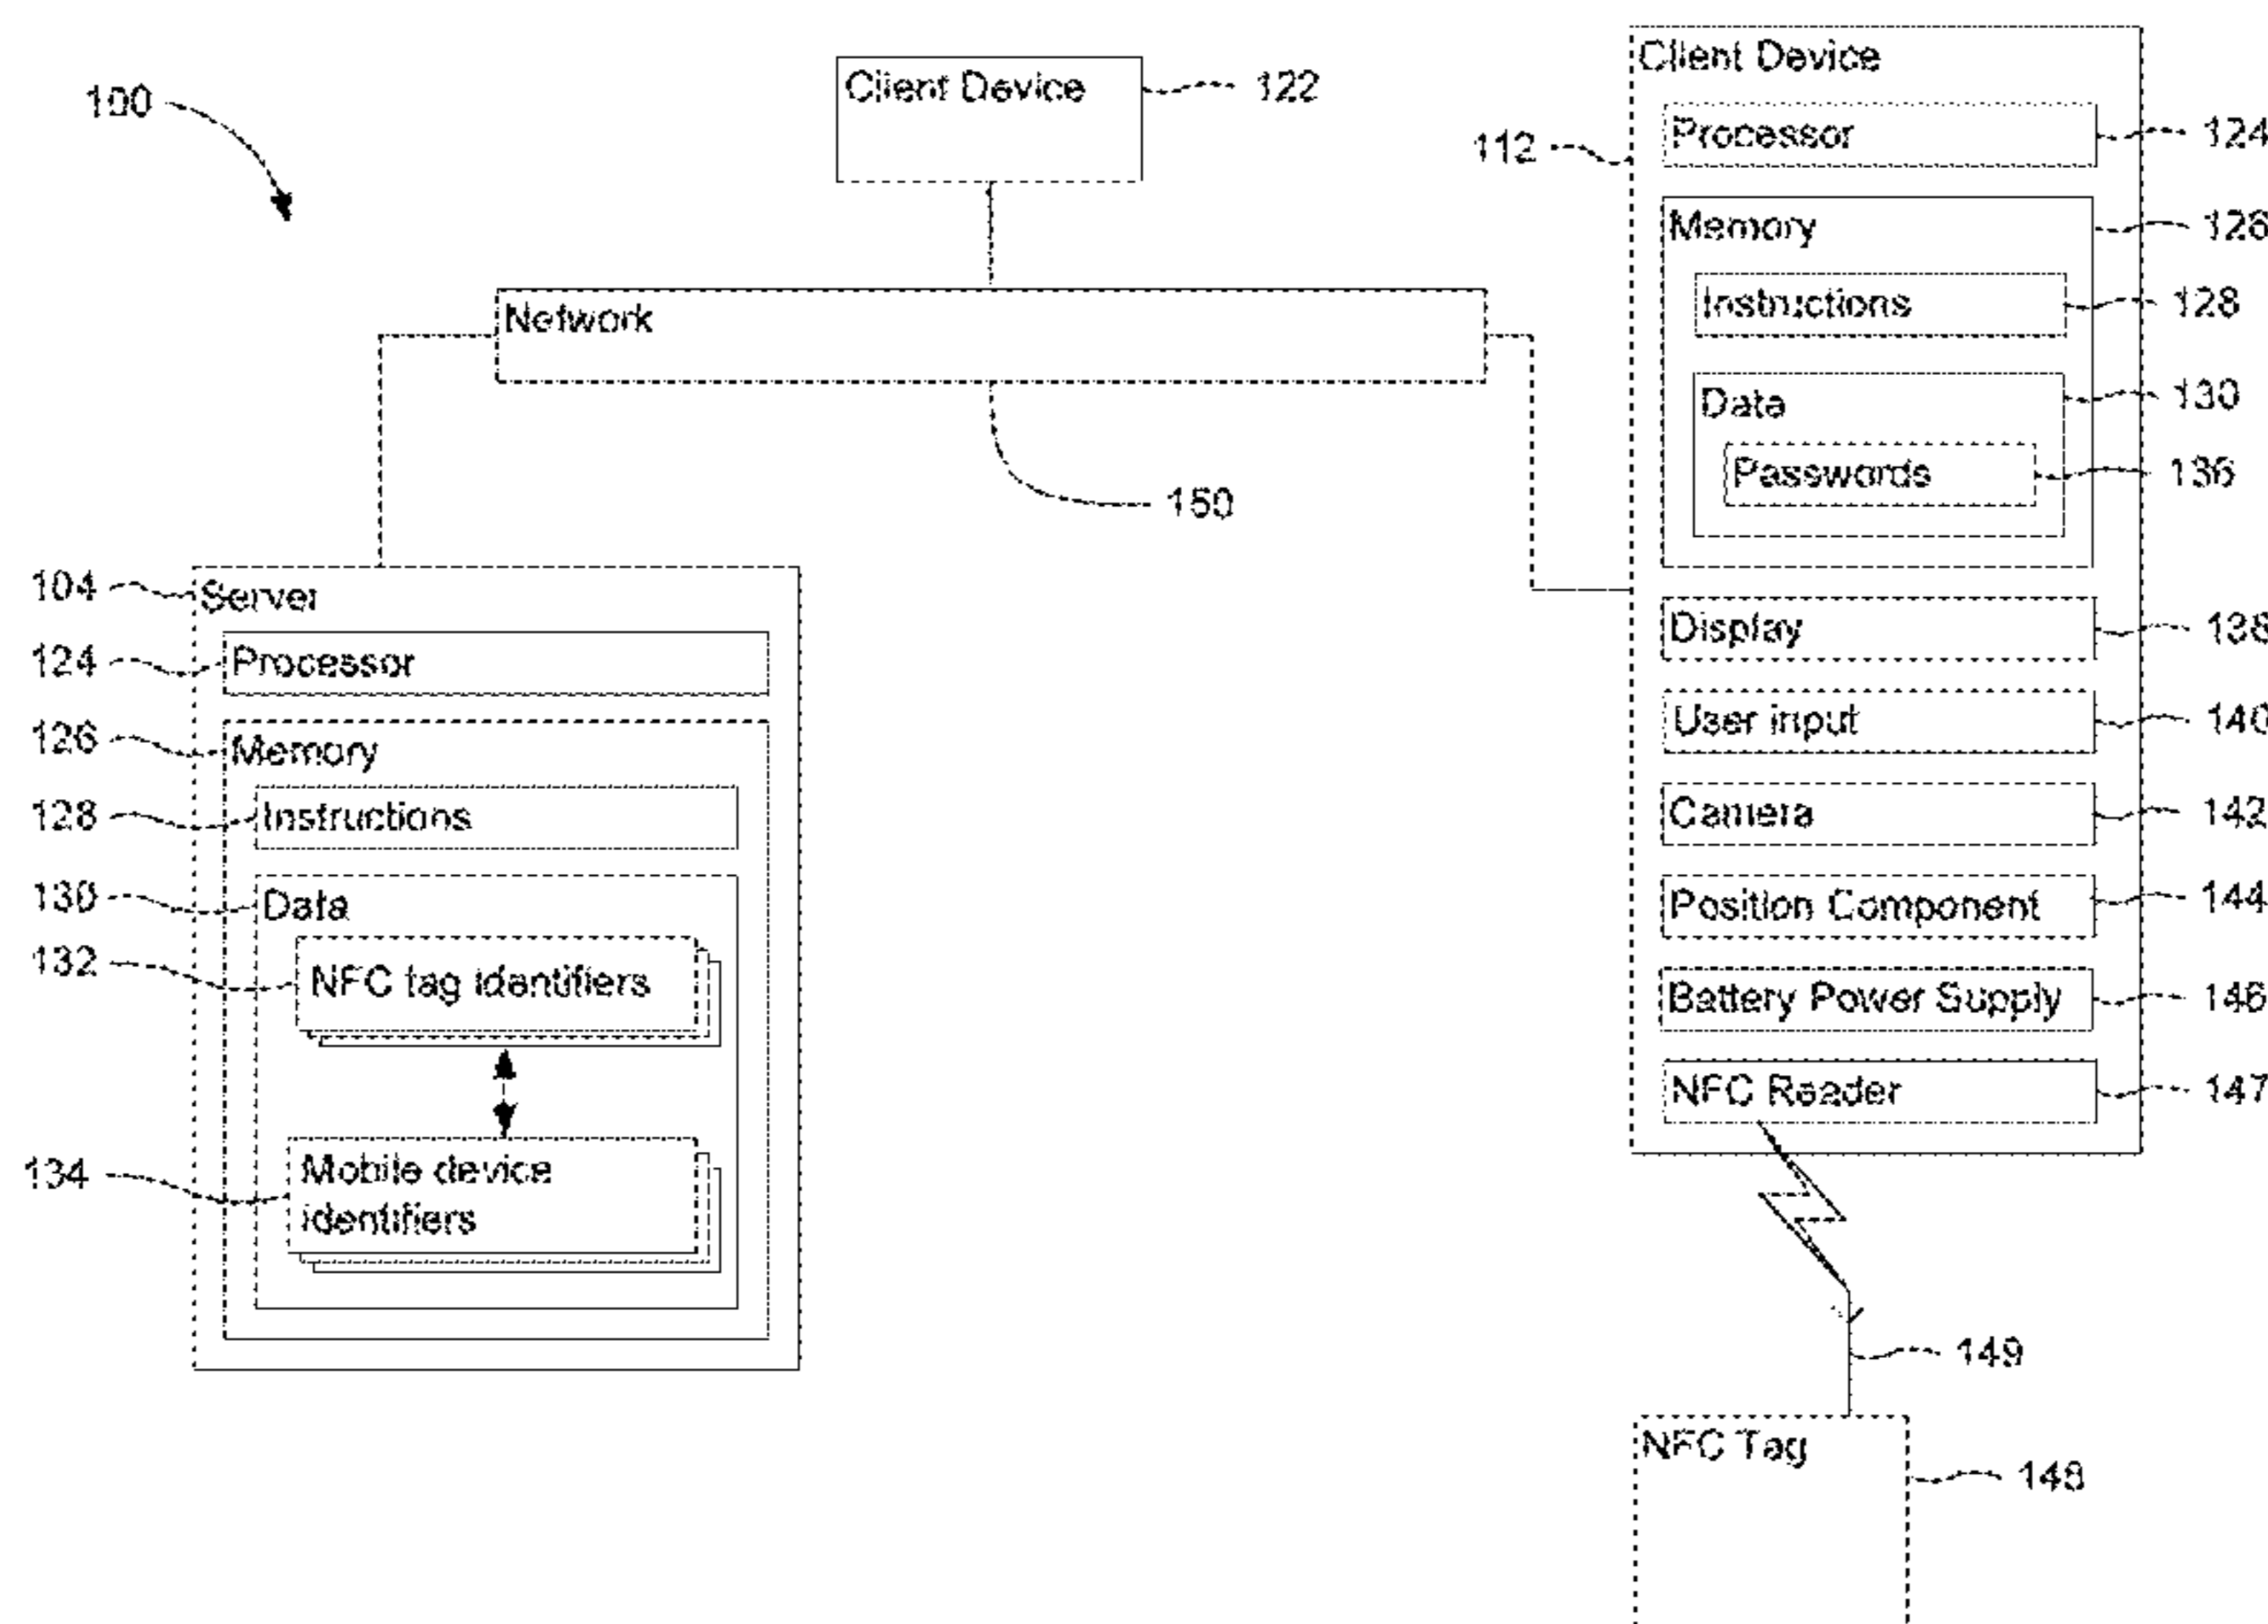 100
Client Device
122
Network
150
104
Server
124
Processor
126
Memory
128
Instructions
130
Data
132
NFC tag identifiers
134
Mobile device
identifiers
Client Device
112
Processor
124
Memory
126
Instructions
128
Data
130
Passwords
136
Display
138
User input
140
Camera
142
Position Component
144
Battery Power Supply
146
NFC Reader
147
149
NFC Tag
148